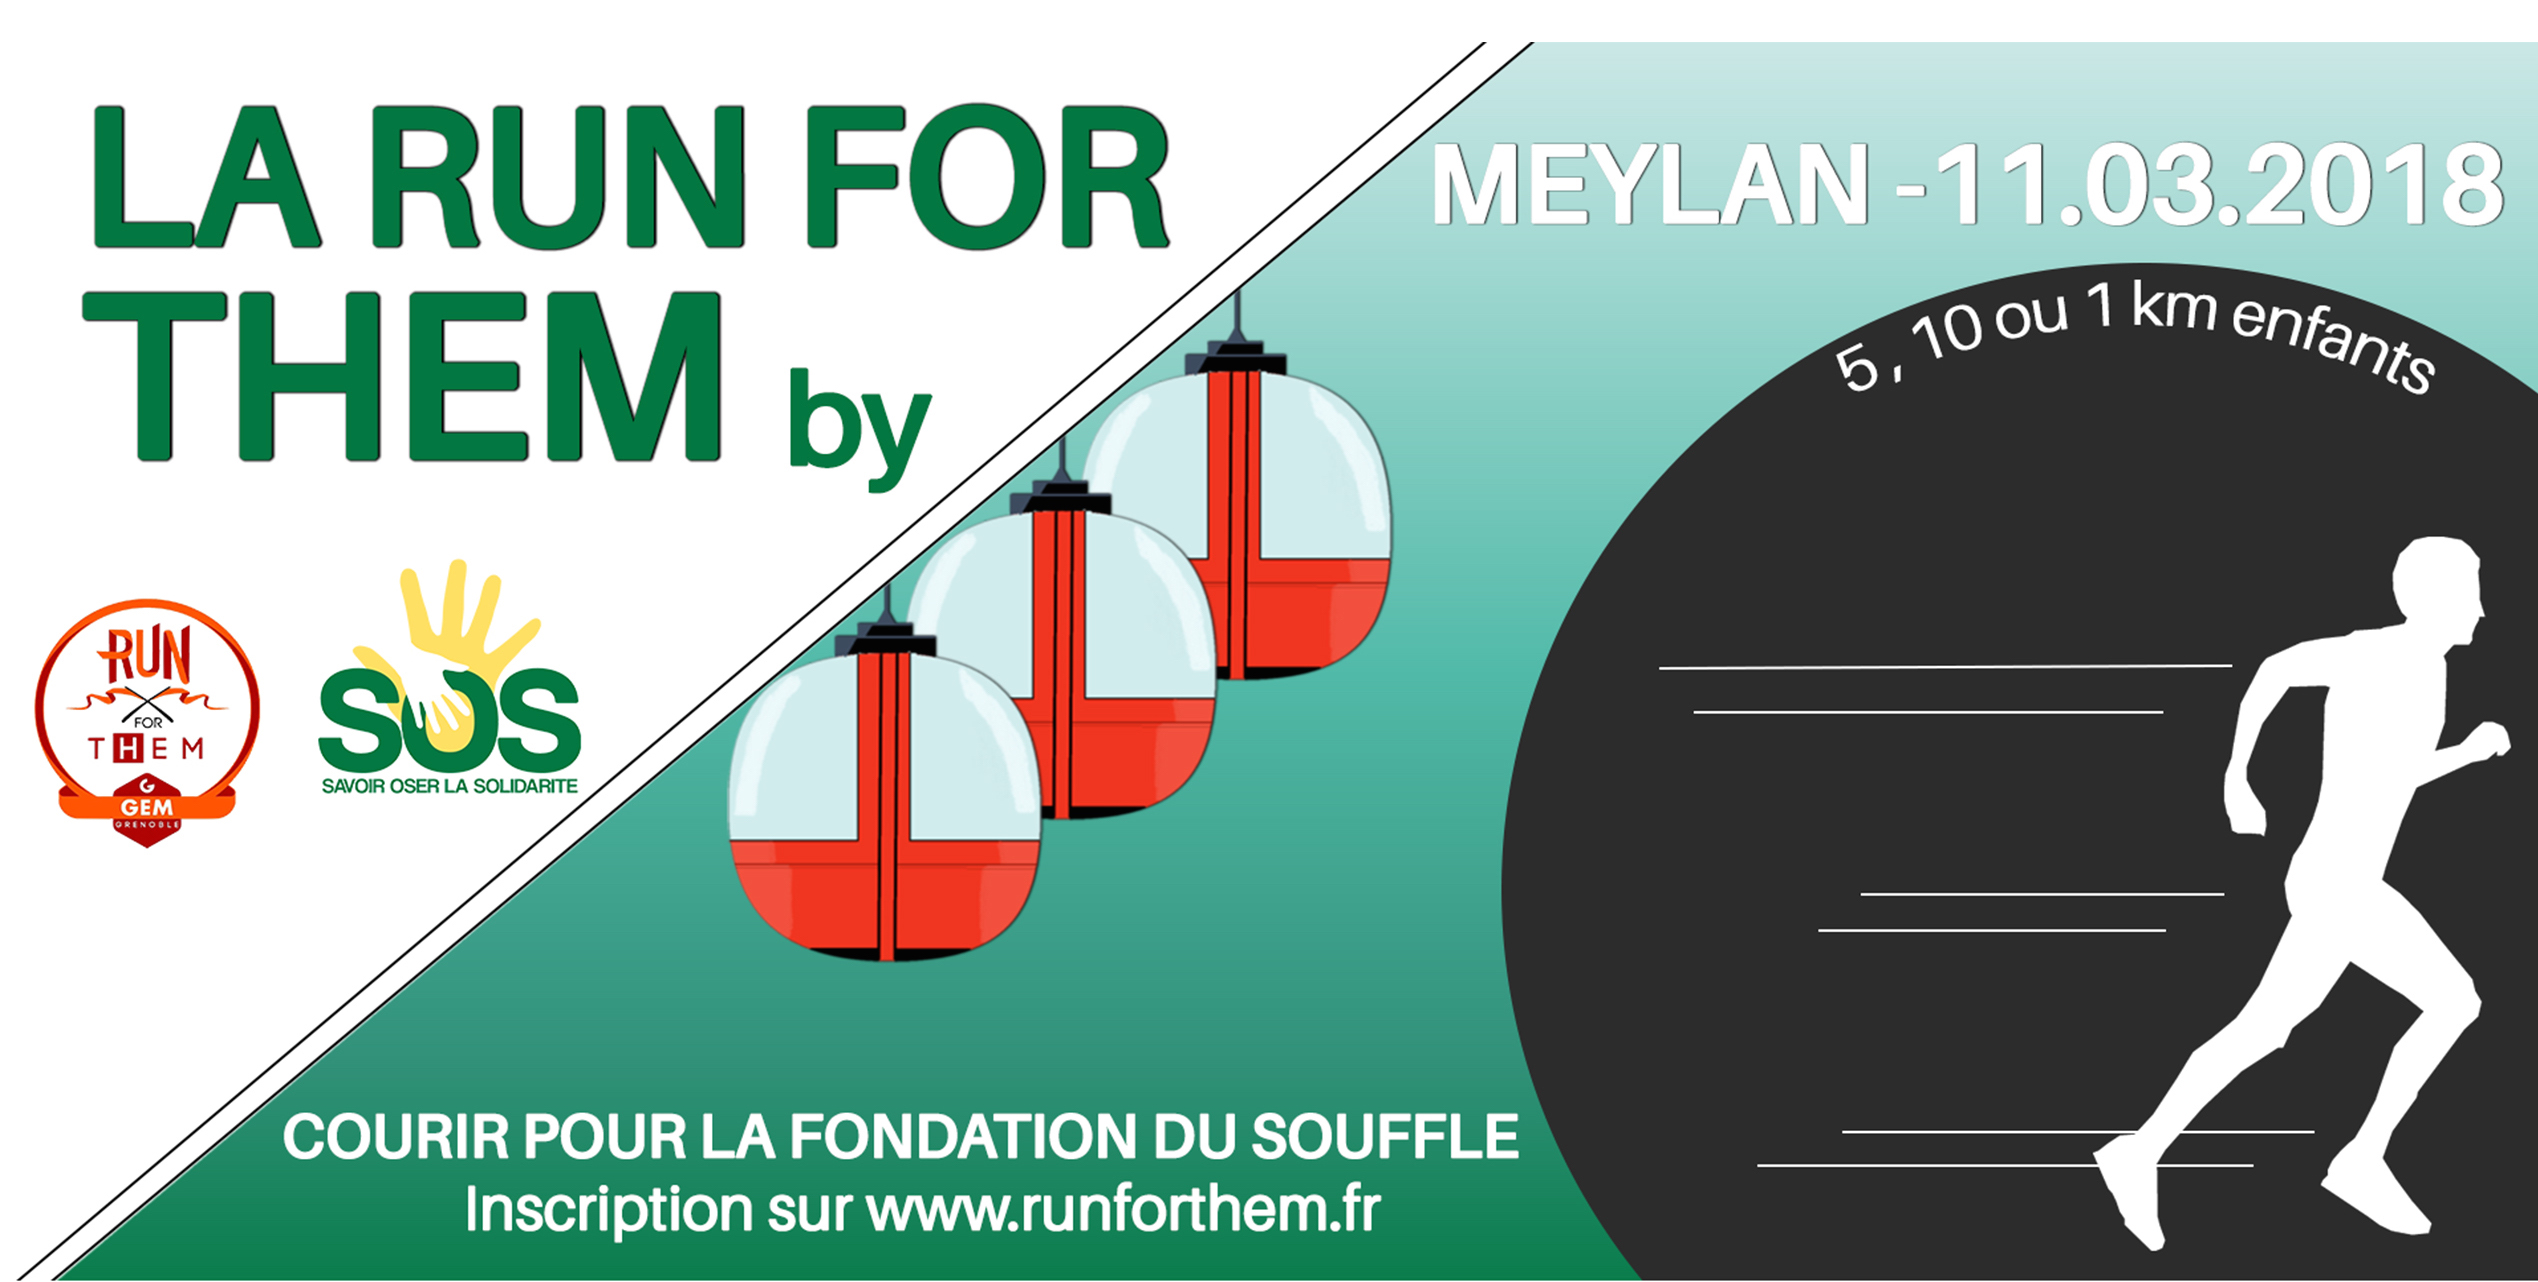 LA RUN FOR
THEM by
RUN
FOR
THEM
G
GEM
GRENOBLE
SOS
SAVOIR OSER LA SOLIDARITE
MEYLAN -11.03.2018
5, 10 ou 1 km enfants
COURIR POUR LA FONDATION DU SOUFFLE
Inscription sur www.runforthem.fr